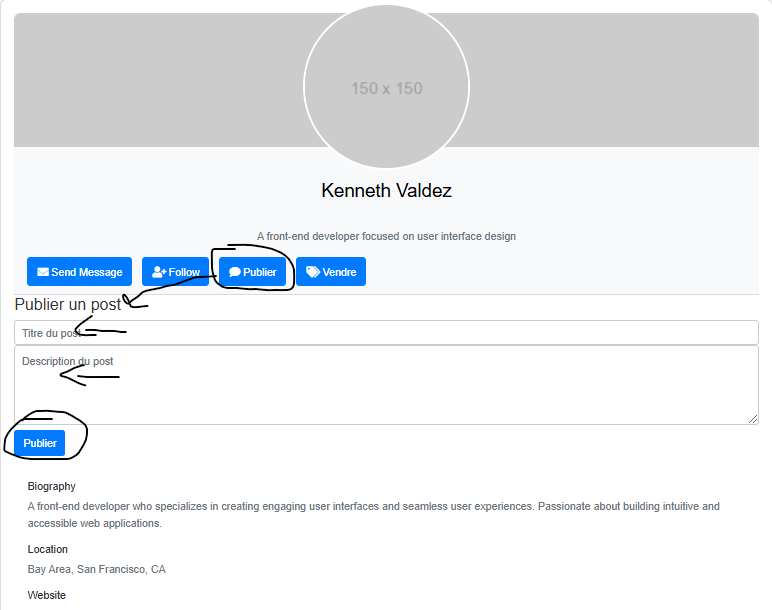 150 x 150
Kenneth Valdez
A front-end developer focused on user interface design
Send Message Follow Publier Vendre
Publier un post
Titre du post
Description du post
Publier
Biography
A front-end developer who specializes in creating engaging user interfaces and seamless user experiences. Passionate about building intuitive and
accessible web applications.
Location
Bay Area, San Francisco, CA
Website